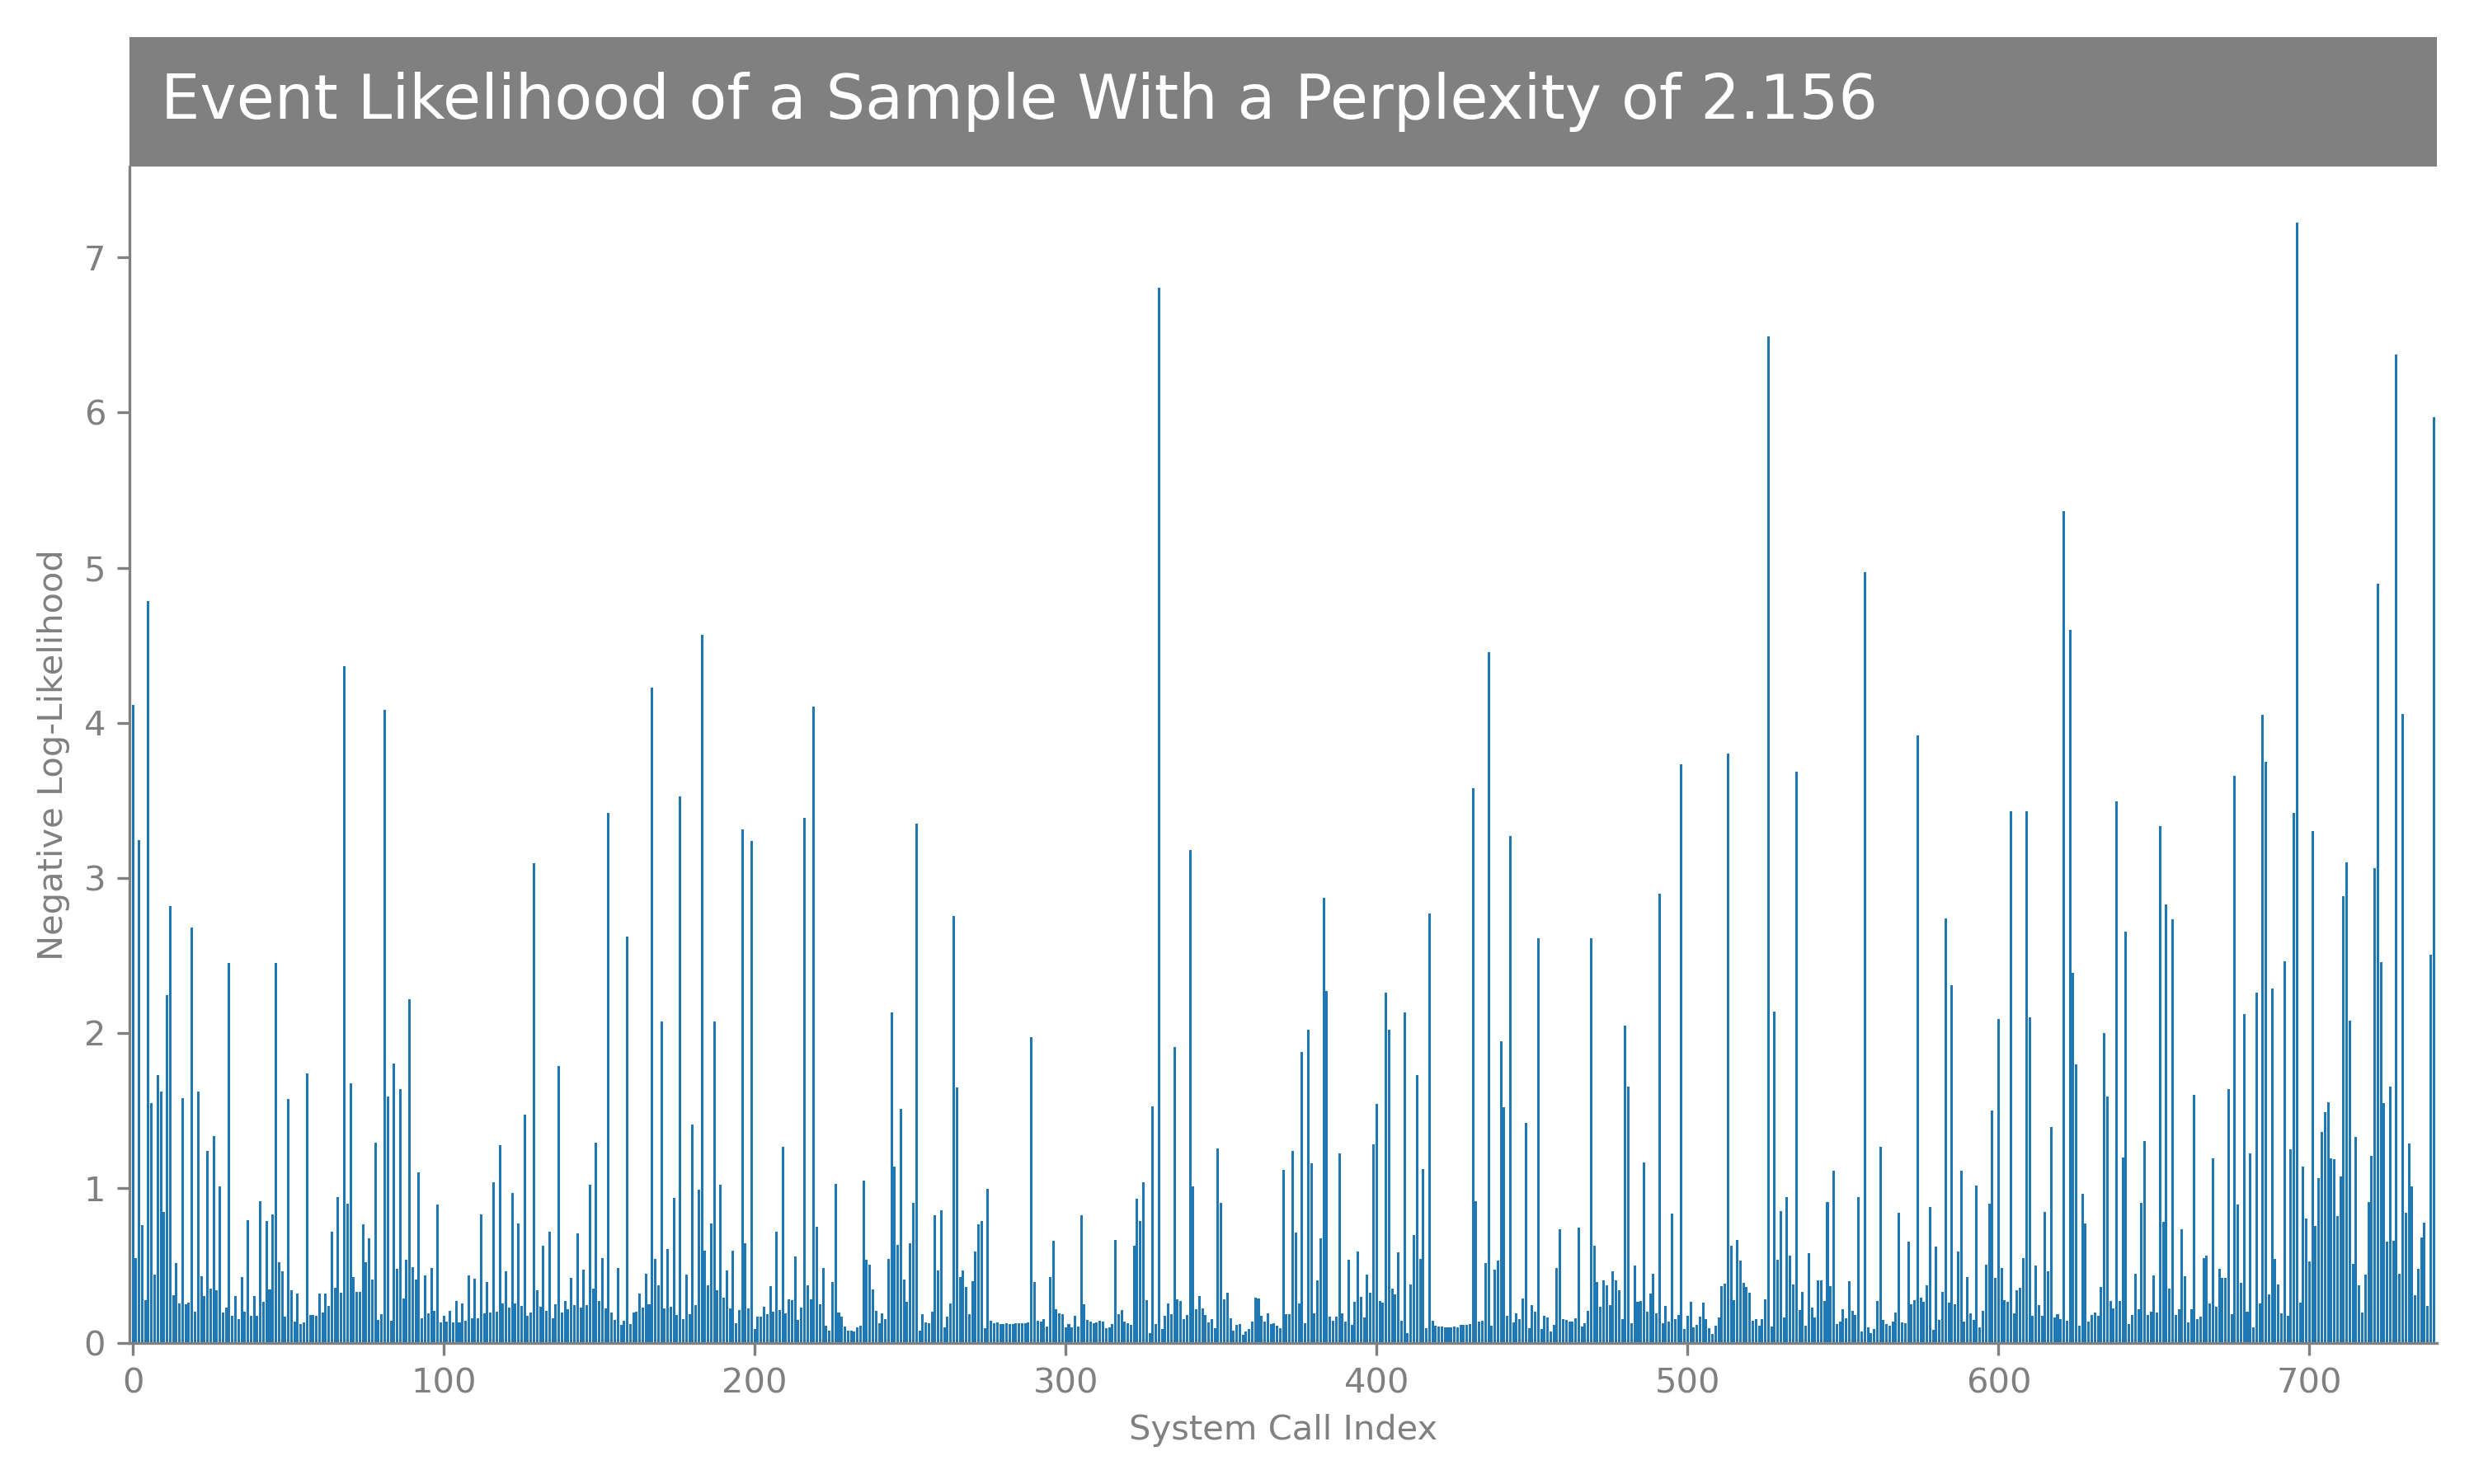 Event Likelihood of a Sample With a Perplexity of 2.156
7
6
5
4
3
2
1
0
Negative Log-Likelihood
0 100 200 300 400 500 600 700
System Call Index